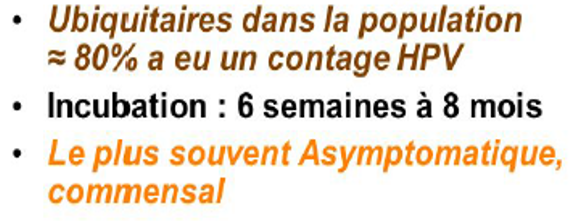 • Ubiquitaires dans la population
≈ 80% a eu un contage HPV
• Incubation : 6 semaines à 8 mois
• Le plus souvent Asymptomatique,
commensal